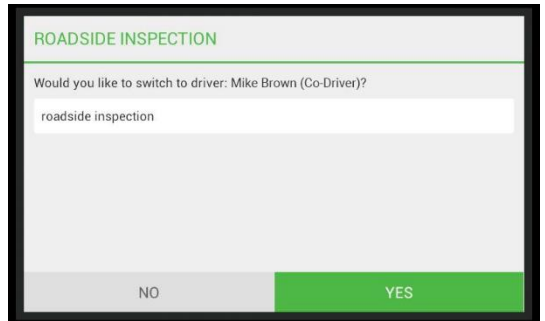 ROADSIDE INSPECTION
Would you like to switch to driver: Mike Brown (Co-Driver)?
roadside inspection
NO
YES